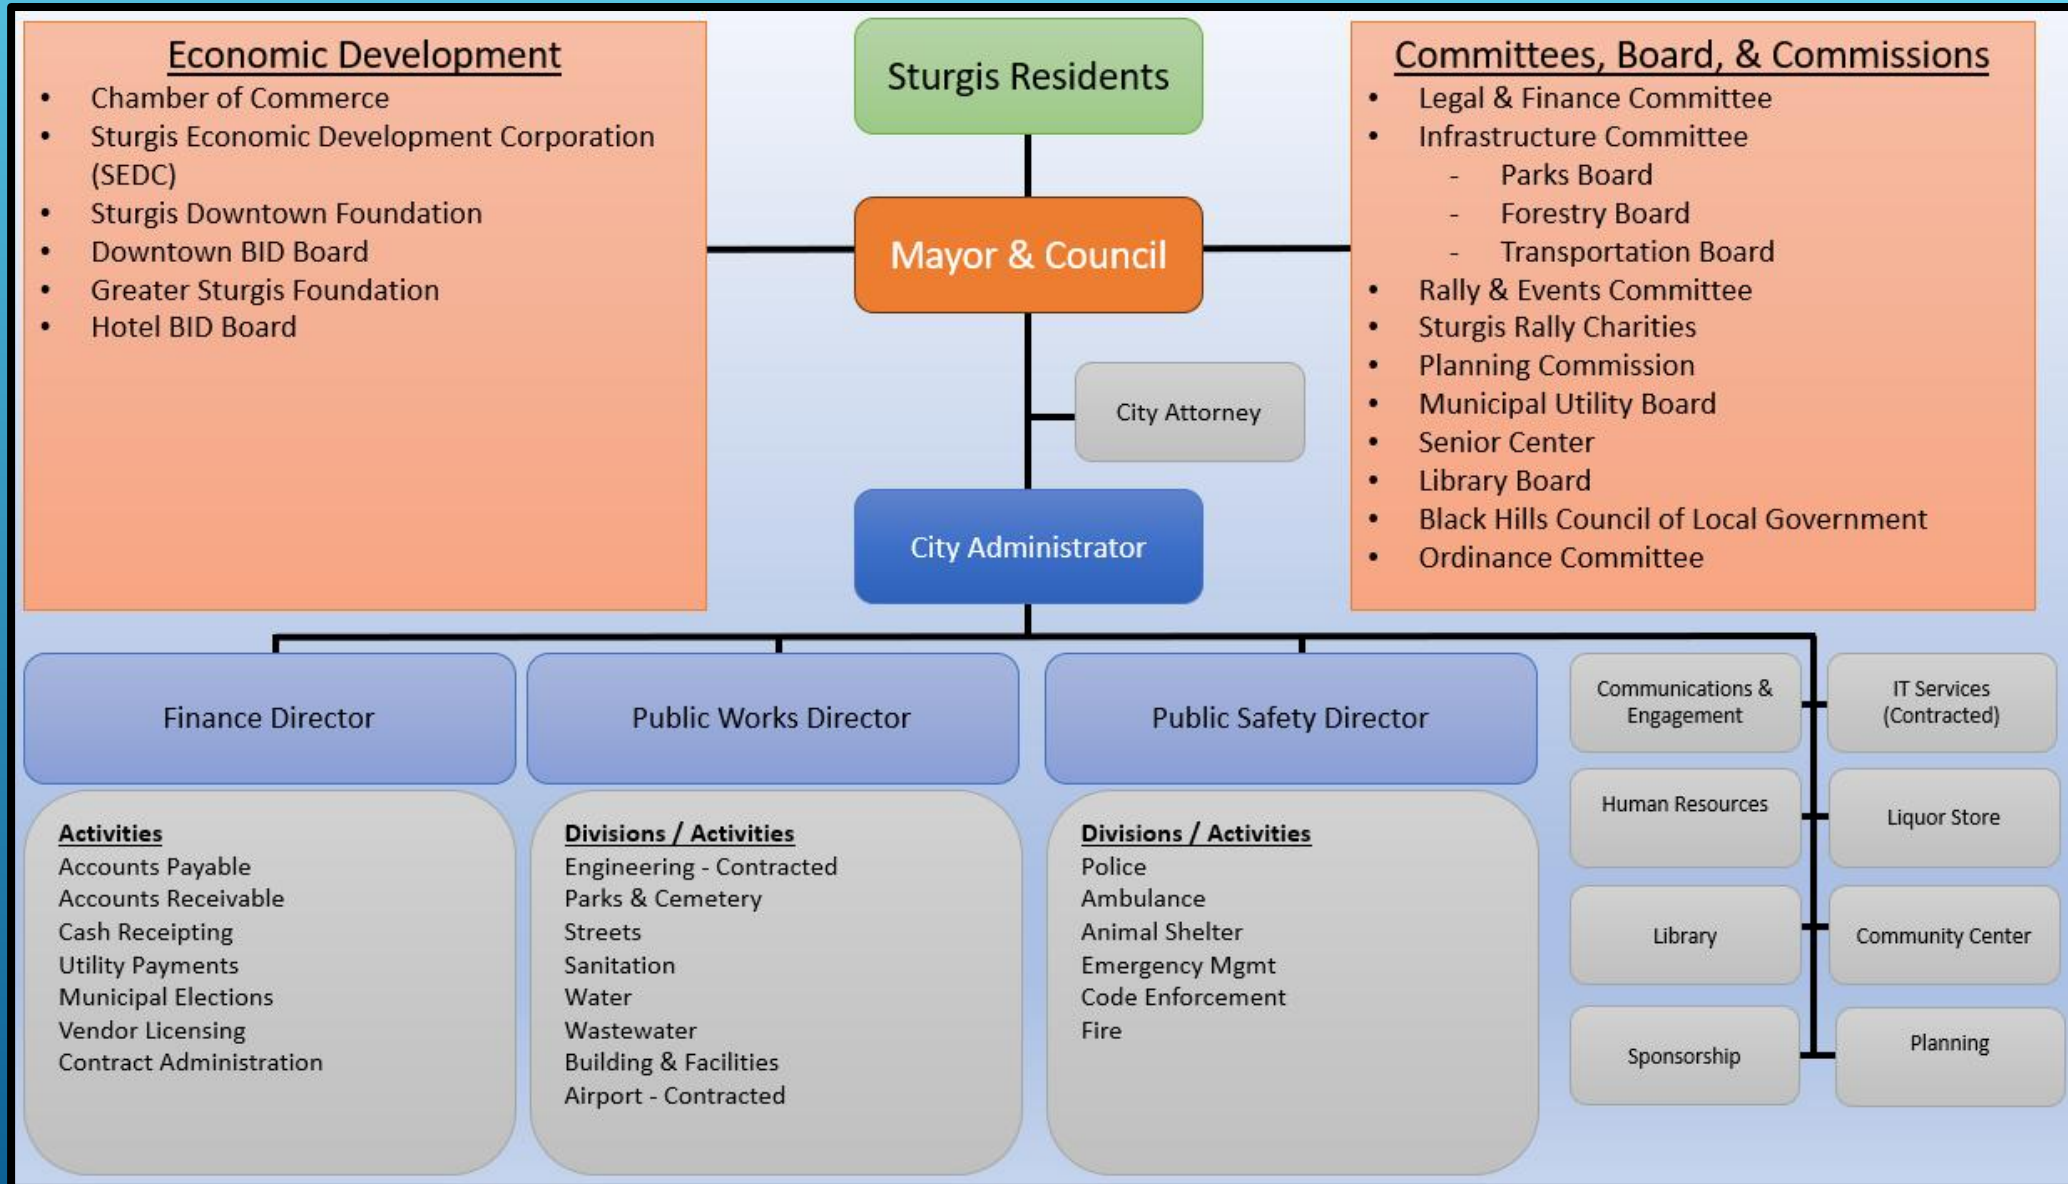 Economic Development
• Chamber of Commerce
• Sturgis Economic Development Corporation
(SEDC)
• Sturgis Downtown Foundation
• Downtown BID Board
• Greater Sturgis Foundation
• Hotel BID Board
Sturgis Residents
Mayor & Council
City Attorney
City Administrator
Committees, Board, & Commissions
• Legal & Finance Committee
• Infrastructure Committee
- Parks Board
- Forestry Board
- Transportation Board
• Rally & Events Committee
• Sturgis Rally Charities
• Planning Commission
• Municipal Utility Board
• Senior Center
• Library Board
• Black Hills Council of Local Government
• Ordinance Committee
Finance Director
Activities
Accounts Payable
Accounts Receivable
Cash Receipting
Utility Payments
Municipal Elections
Vendor Licensing
Contract Administration
Public Works Director
Divisions / Activities
Engineering - Contracted
Parks & Cemetery
Streets
Sanitation
Water
Wastewater
Building & Facilities
Airport - Contracted
Public Safety Director
Divisions / Activities
Police
Ambulance
Animal Shelter
Emergency Mgmt
Code Enforcement
Fire
Communications &
Engagement
IT Services
(Contracted)
Human Resources
Liquor Store
Library
Community Center
Sponsorship
Planning